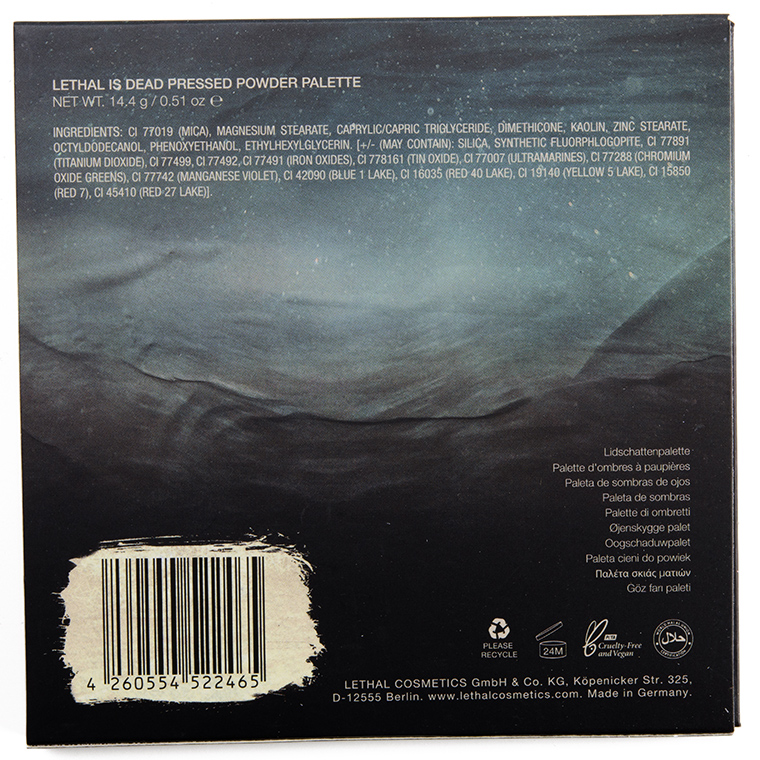 LETHAL IS DEAD PRESSED POWDER PALETTE
NET WT. 14.4 g / 0.51 oz ℮
INGREDIENTS: CI 77019 (MICA), MAGNESIUM STEARATE, CAPRYLIC/CAPRIC TRIGLYCERIDE, DIMETHICONE, KAOLIN, ZINC STEARATE,
OCTYLDODECANOL, PHENOXYETHANOL, ETHYLHEXYLGLYCERIN. [+/- (MAY CONTAIN): SILICA, SYNTHETIC FLUORPHLOGOPITE, CI 77891
(TITANIUM DIOXIDE), CI 77499, CI 77492, CI 77491 (IRON OXIDES), CI 778161 (TIN OXIDE), CI 77007 (ULTRAMARINES), CI 77288 (CHROMIUM
OXIDE GREENS), CI 77742 (MANGANESE VIOLET), CI 42090 (BLUE 1 LAKE), CI 16035 (RED 40 LAKE), CI 19140 (YELLOW 5 LAKE), CI 15850
(RED 7), CI 45410 (RED-27 LAKE)].
Lidschattenpalette
Palette d'ombres à paupières
Paleta de sombras de ojos
Paleta de sombras
Palette di ombretti
Øjenskygge palet
Oogschaduwpalet
Paleta cieni do powiek
Παλέτα σκιάς ματιών
Göz farı paleti
PLEASE
RECYCLE
24M
PETA
Cruelty-Free
and Vegan
حلال
4 260554 522465
LETHAL COSMETICS GmbH & Co. KG, Köpenicker Str. 325,
D-12555 Berlin. www.lethalcosmetics.com. Made in Germany.